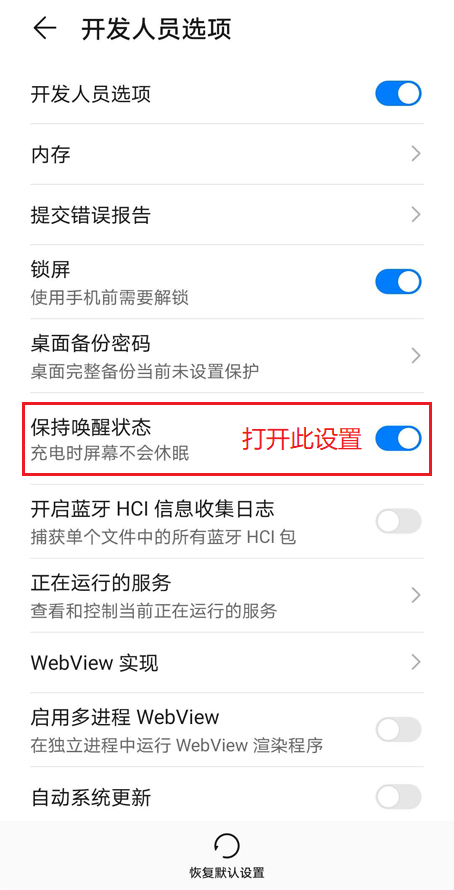 开发人员选项
开发人员选项
内存
提交错误报告
锁屏
使用手机前需要解锁
桌面备份密码
桌面完整备份当前未设置保护
保持唤醒状态
充电时屏幕不会休眠
打开此设置
开启蓝牙 HCI 信息收集日志
捕获单个文件中的所有蓝牙 HCI 包
正在运行的服务
查看和控制当前正在运行的服务
WebView 实现
启用多进程 WebView
在独立进程中运行 WebView 渲染程序
自动系统更新
恢复默认设置